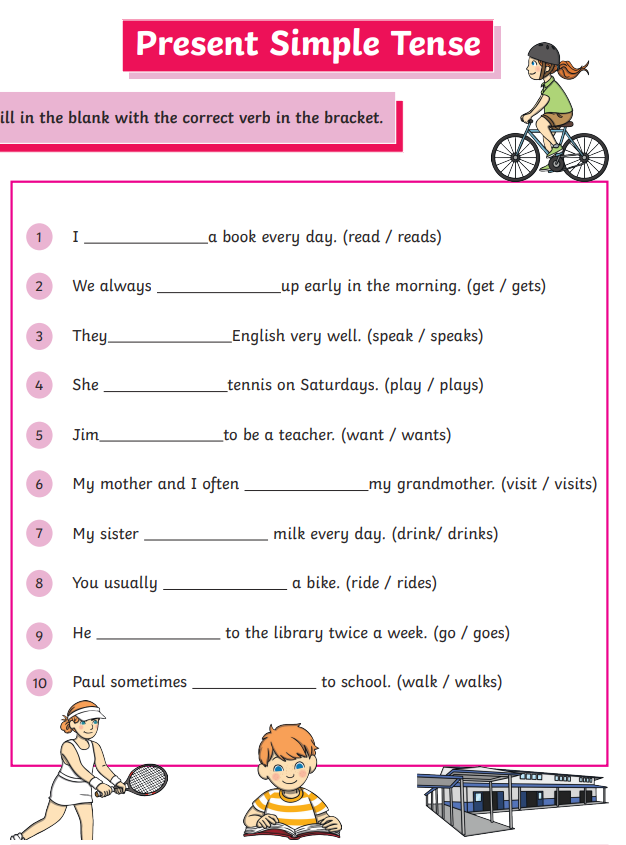 Present Simple Tense
ill in the blank with the correct verb in the bracket.
1 I ______________a book every day. (read / reads)
2 We always ______________up early in the morning. (get / gets)
3 They______________English very well. (speak / speaks)
4 She ______________tennis on Saturdays. (play / plays)
5 Jim______________to be a teacher. (want / wants)
6 My mother and I often ______________my grandmother. (visit / visits)
7 My sister ______________ milk every day. (drink/ drinks)
8 You usually ______________ a bike. (ride / rides)
9 He ______________ to the library twice a week. (go / goes)
10 Paul sometimes ______________ to school. (walk / walks)